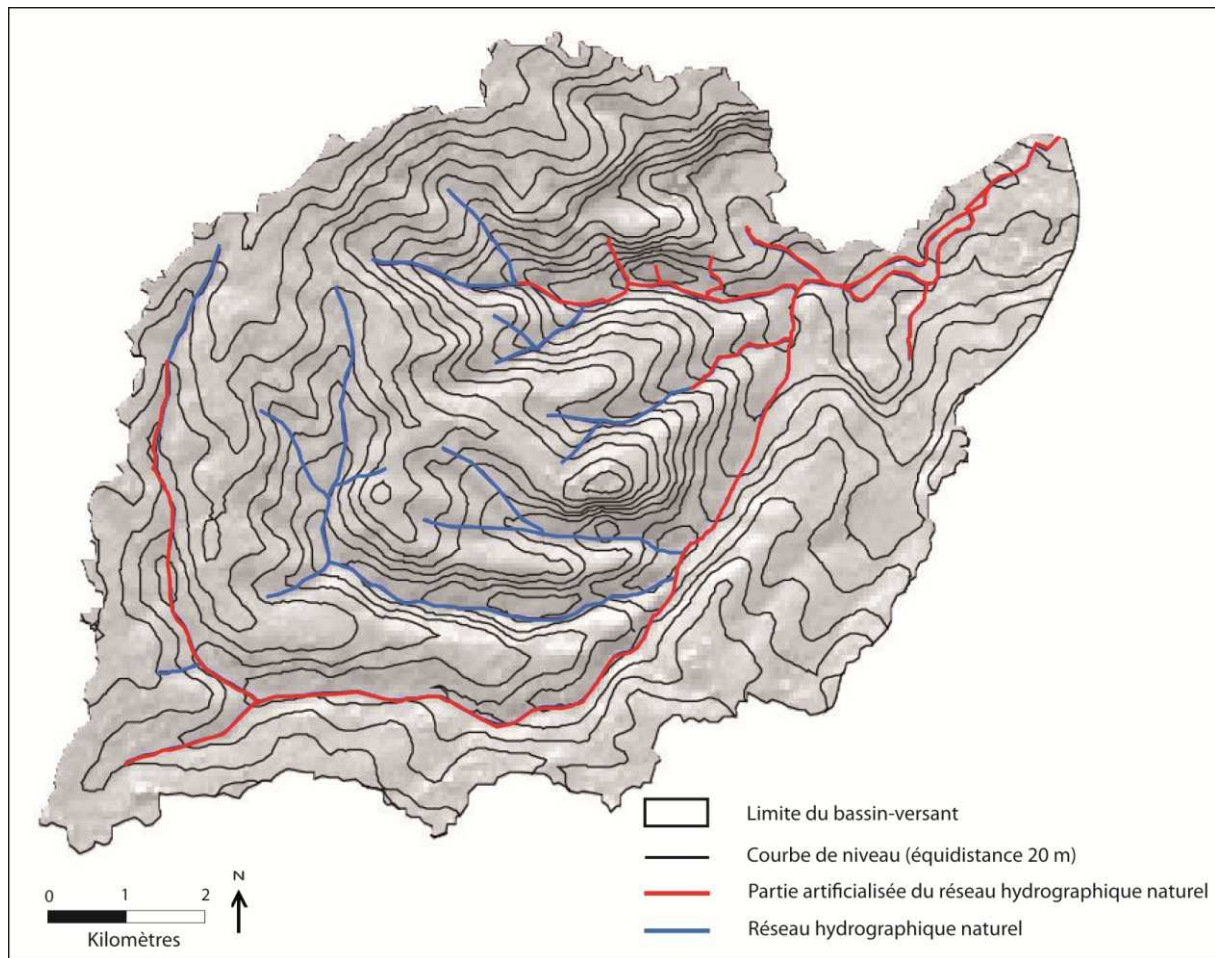 Limite du bassin-versant
Courbe de niveau (équidistance 20 m)
Partie artificialisée du réseau hydrographique naturel
Réseau hydrographique naturel
0 1 2
Kilomètres
N